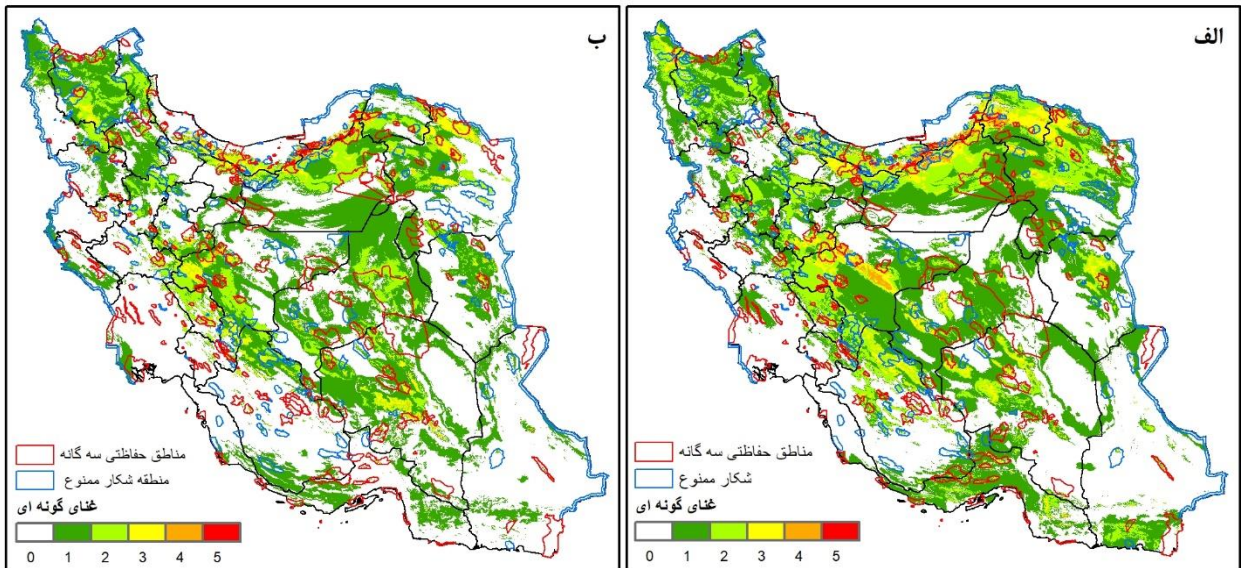 الف
مناطق حفاظتی سه گانه
شکار ممنوع
غنای گونه ای
0 1 2 3 4 5
ب
مناطق حفاظتی سه گانه
منطقه شکار ممنوع
غنای گونه ای
0 1 2 3 4 5